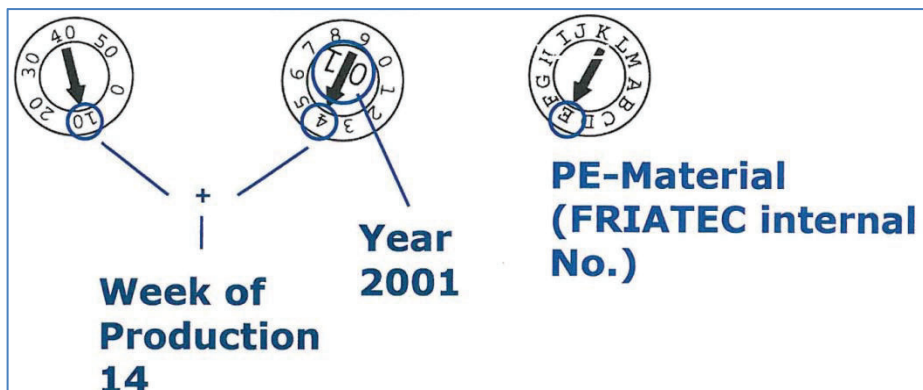 0 10 20 30 40 50
0 1 2 3 4 5 6 7 8 9
A B C D E F G H I J K L M
+
Week of
Production
14
Year
2001
PE-Material
(FRIATEC internal
No.)